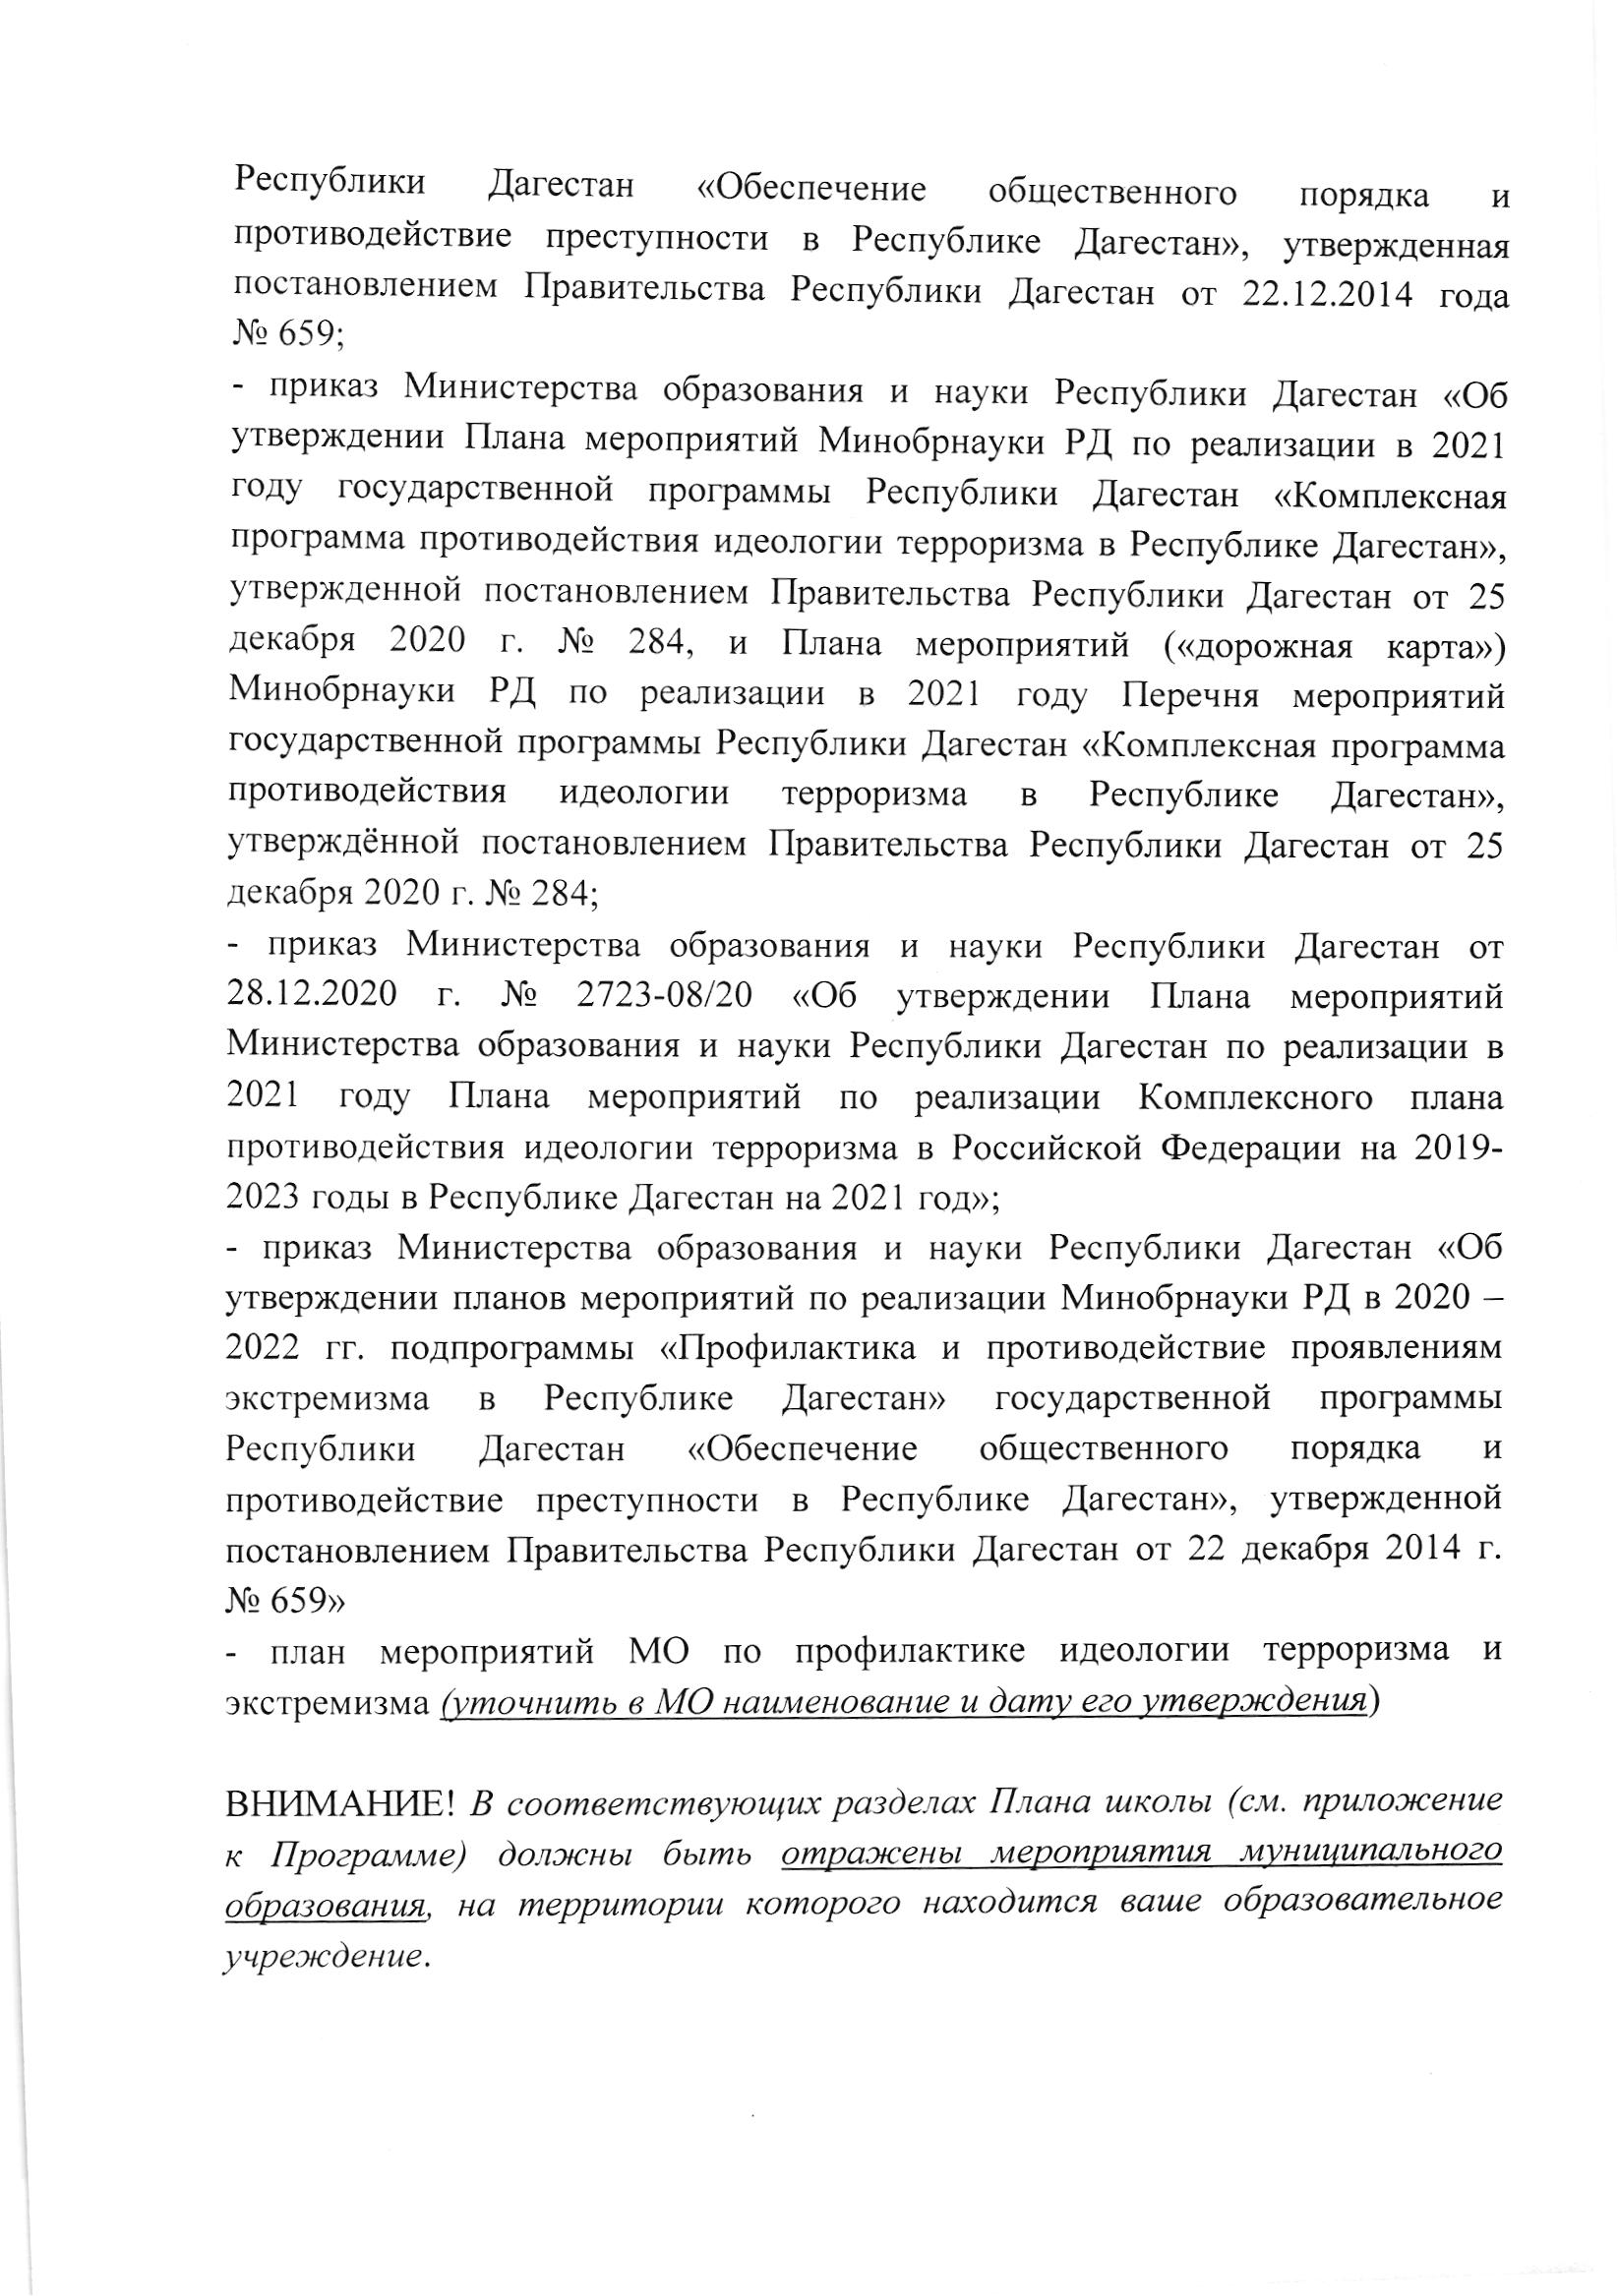 Республики Дагестан «Обеспечение общественного порядка и
противодействие преступности в Республике Дагестан», утвержденная
постановлением Правительства Республики Дагестан от 22.12.2014 года
№ 659;
- приказ Министерства образования и науки Республики Дагестан «Об
утверждении Плана мероприятий Минобрнауки РД по реализации в 2021
году государственной программы Республики Дагестан «Комплексная
программа противодействия идеологии терроризма в Республике Дагестан»,
утвержденной постановлением Правительства Республики Дагестан от 25
декабря 2020 г. № 284, и Плана мероприятий («дорожная карта»)
Минобрнауки РД по реализации в 2021 году Перечня мероприятий
государственной программы Республики Дагестан «Комплексная программа
противодействия идеологии терроризма в Республике Дагестан»,
утверждённой постановлением Правительства Республики Дагестан от 25
декабря 2020 г. № 284;
- приказ Министерства образования и науки Республики Дагестан от
28.12.2020 г. № 2723-08/20 «Об утверждении Плана мероприятий
Министерства образования и науки Республики Дагестан по реализации в
2021 году Плана мероприятий по реализации Комплексного плана
противодействия идеологии терроризма в Российской Федерации на 2019-
2023 годы в Республике Дагестан на 2021 год»;
- приказ Министерства образования и науки Республики Дагестан «Об
утверждении планов мероприятий по реализации Минобрнауки РД в 2020 –
2022 гг. подпрограммы «Профилактика и противодействие проявлениям
экстремизма в Республике Дагестан» государственной программы
Республики Дагестан «Обеспечение общественного порядка и
противодействие преступности в Республике Дагестан», утвержденной
постановлением Правительства Республики Дагестан от 22 декабря 2014 г.
№ 659»
- план мероприятий МО по профилактике идеологии терроризма и
экстремизма (уточнить в МО наименование и дату его утверждения)
ВНИМАНИЕ! В соответствующих разделах Плана школы (см. приложение
к Программе) должны быть отражены мероприятия муниципального
образования, на территории которого находится ваше образовательное
учреждение.